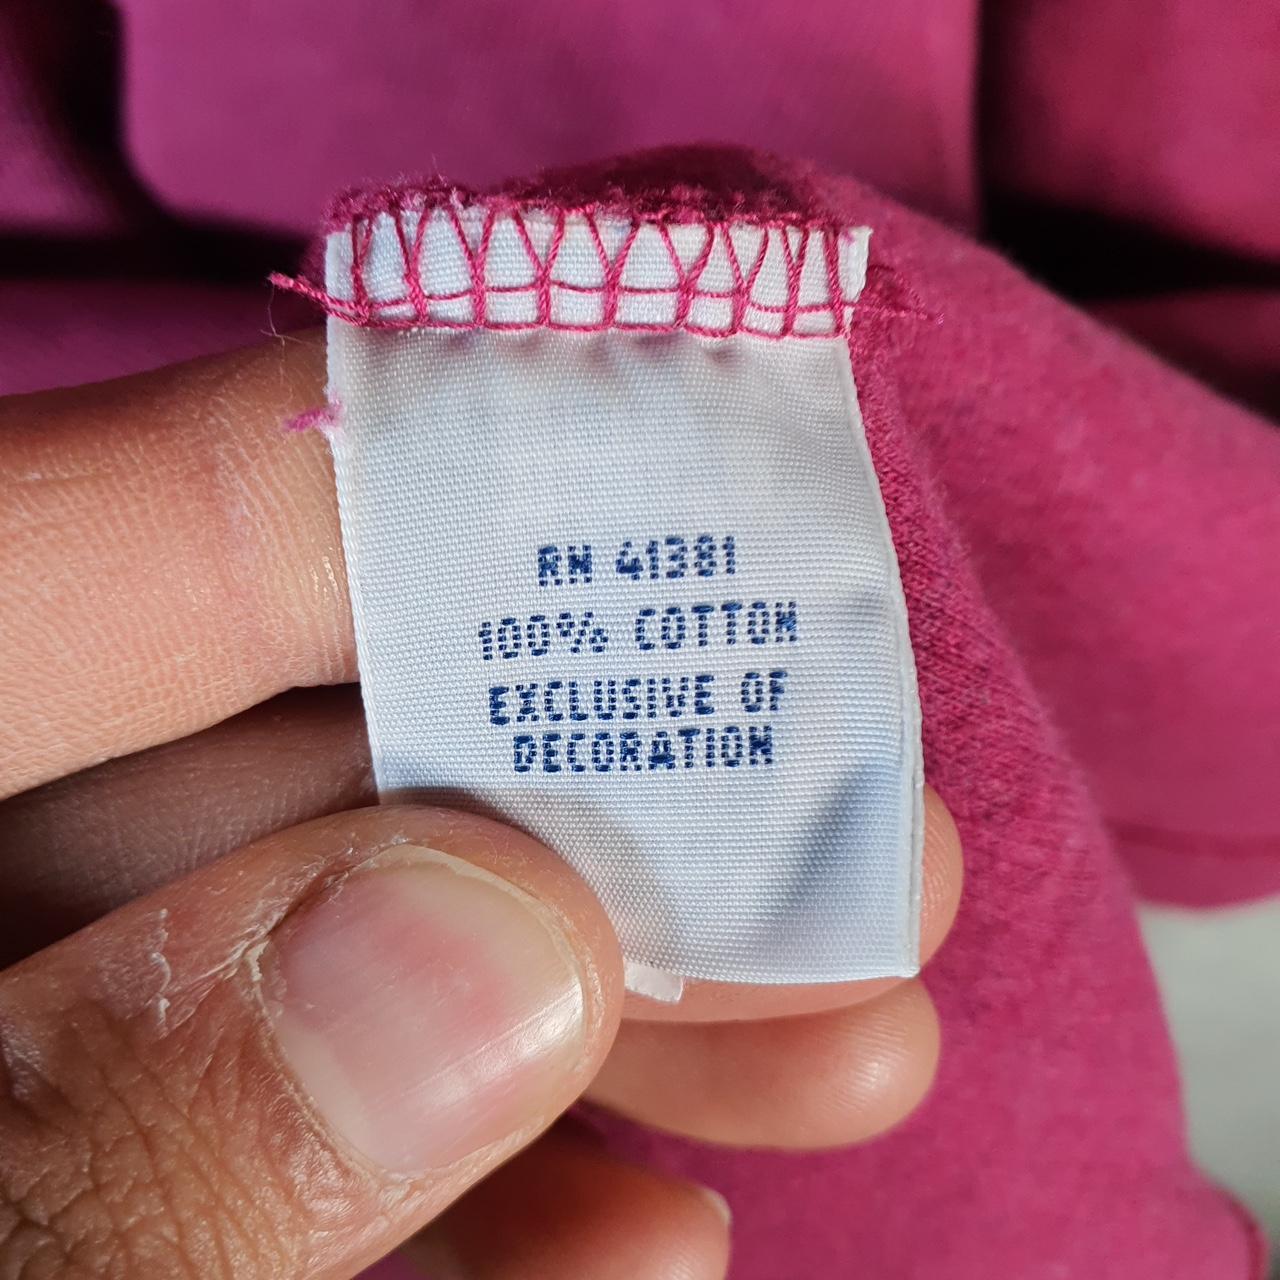 RN 41381
100% COTTON
EXCLUSIVE OF
DECORATION